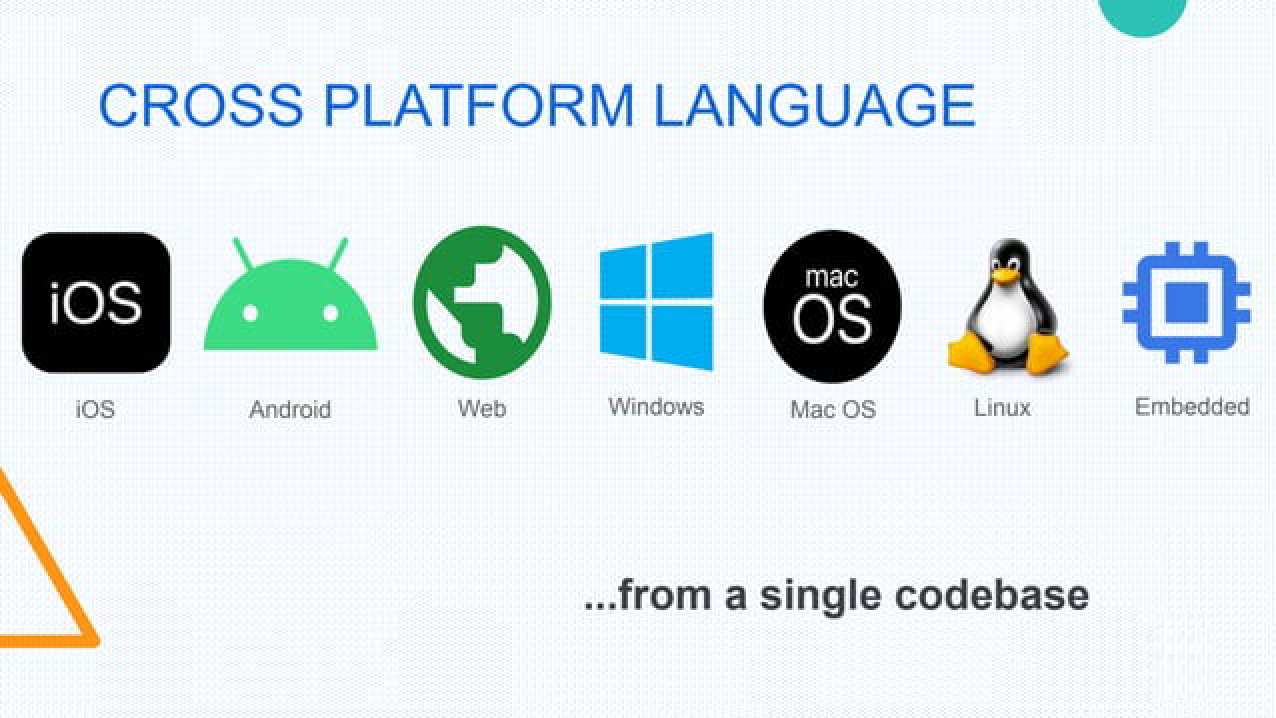 CROSS PLATFORM LANGUAGE
iOS
mac
OS
iOS
Android
Web
Windows
Mac OS
Linux
Embedded
...from a single codebase